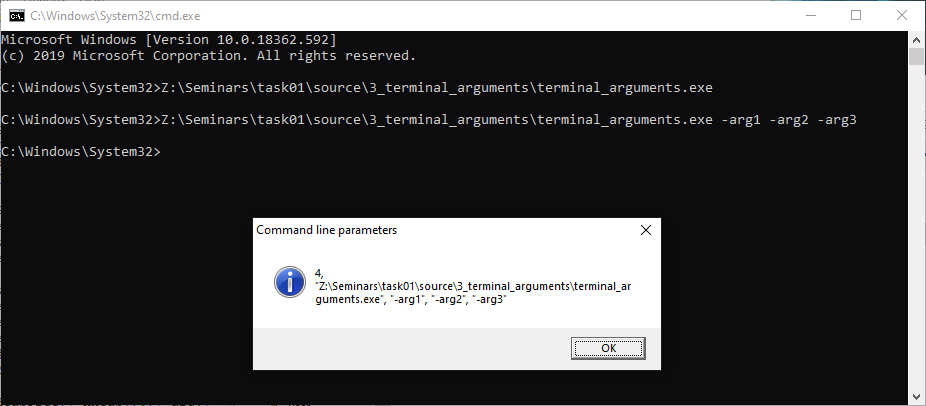 C:\Windows\System32\cmd.exe
Microsoft Windows [Version 10.0.18362.592]
(c) 2019 Microsoft Corporation. All rights reserved.
C:\Windows\System32>Z:\Seminars\task01\source\3_terminal_arguments\terminal_arguments.exe
C:\Windows\System32>Z:\Seminars\task01\source\3_terminal_arguments\terminal_arguments.exe -arg1 -arg2 -arg3
C:\Windows\System32>
Command line parameters
4,
"Z:\Seminars\task01\source\3_terminal_arguments\terminal_ar
guments.exe", "-arg1", "-arg2", "-arg3"
OK